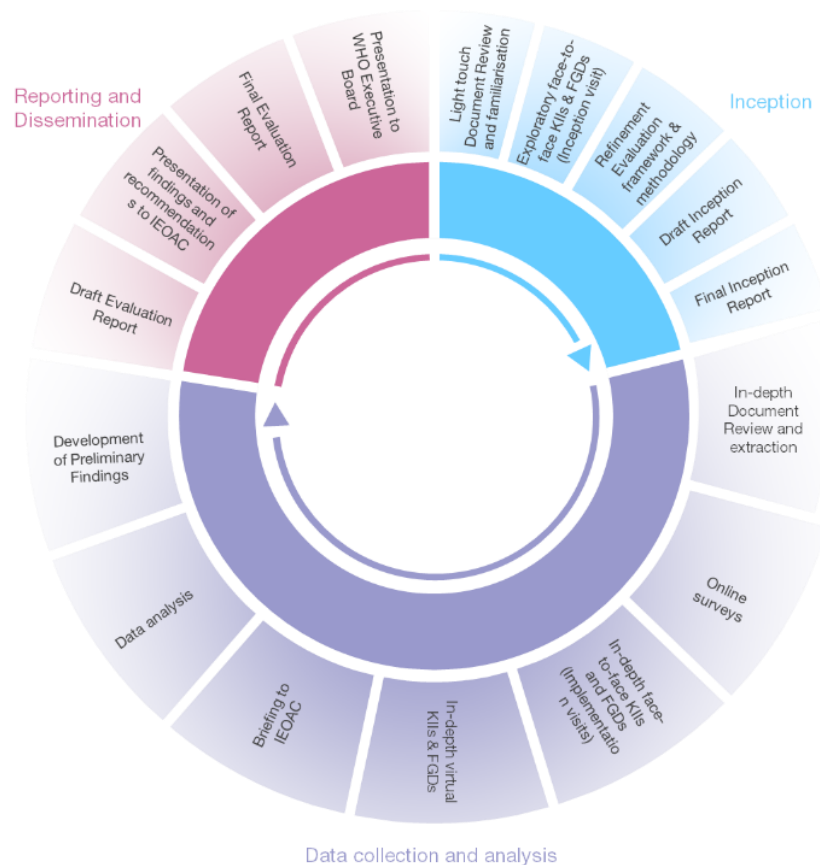 Inception
Light touch
Document Review
and familiarisation
Exploratory face-to-
face KIIs & FGDs
(Inception visit)
Refinement
Evaluation
framework &
methodology
Draft Inception
Report
Final Inception
Report
In-depth
Document
Review and
extraction
Online
surveys
In-depth face-
to-face KIIs
and FGDs
(Implementatio
n visits)
In-depth virtual
KIIs & FGDs
Briefing to
IEOAC
Data analysis
Development
of Preliminary
Findings
Data collection and analysis
Draft Evaluation
Report
Presentation of
findings and
recommendation
s to IEOAC
Final Evaluation
Report
Presentation to
WHO Executive
Board
Reporting and
Dissemination